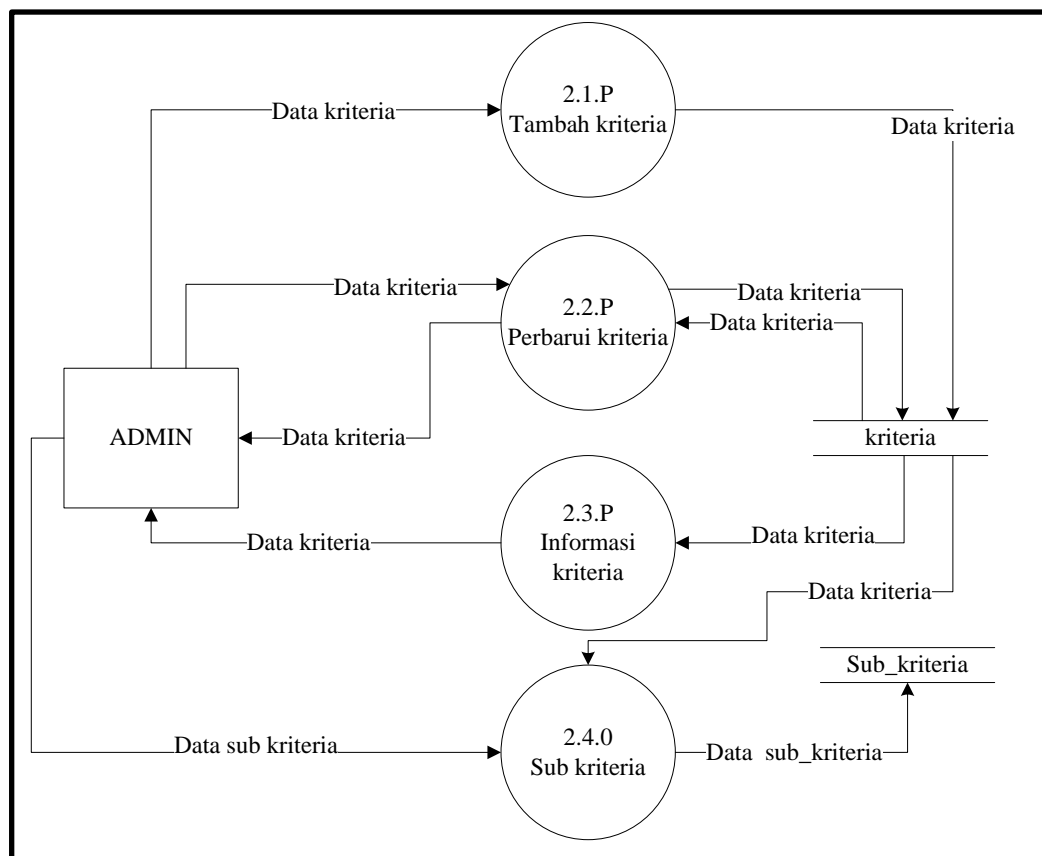 2.1.P
Tambah kriteria
Data kriteria
Data kriteria
Data kriteria
2.2.P
Perbarui kriteria
Data kriteria
Data kriteria
ADMIN
Data kriteria
kriteria
2.3.P
Informasi
kriteria
Data kriteria
Data kriteria
Data kriteria
Sub_kriteria
2.4.0
Sub kriteria
Data sub kriteria
Data  sub_kriteria